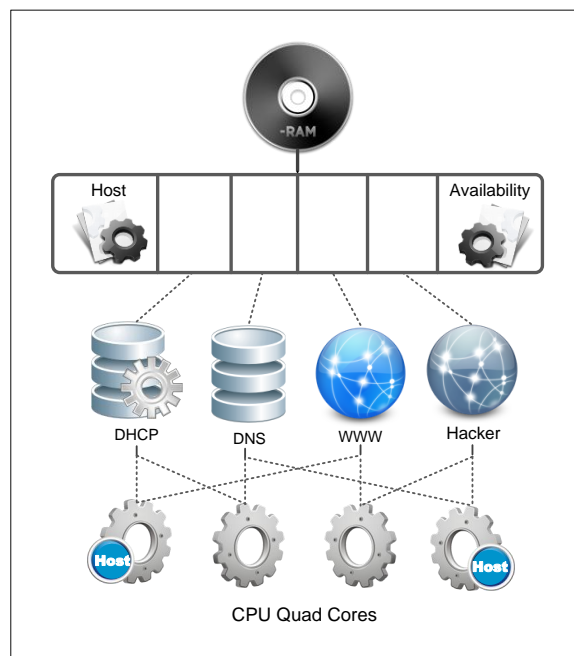 -RAM
Host
Availability
DHCP
DNS
WWW
Hacker
Host
Host
CPU Quad Cores